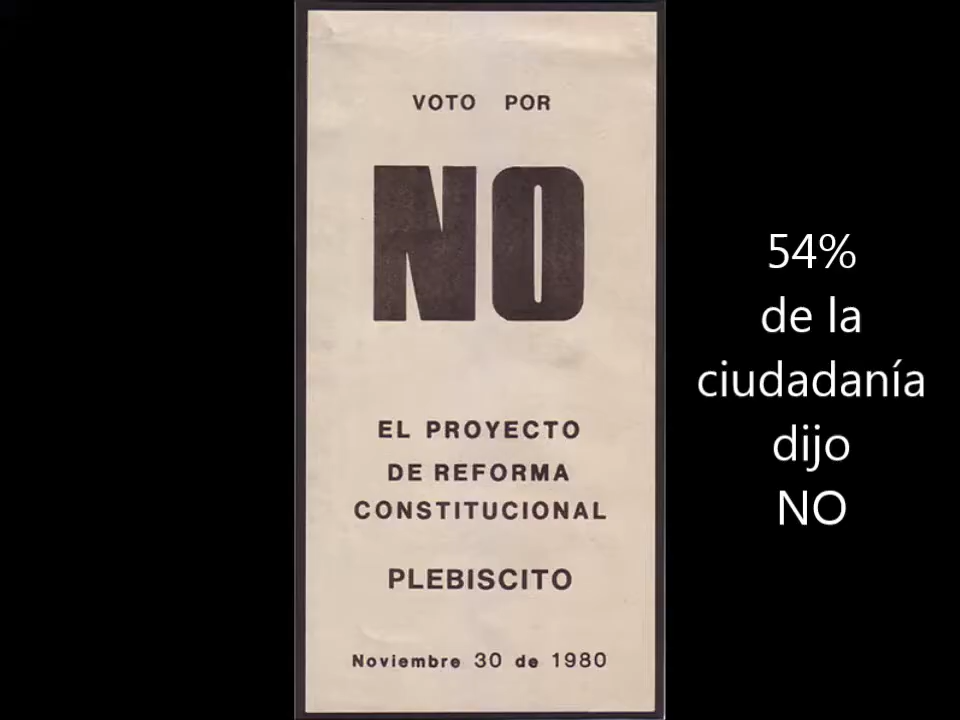 VOTO POR
NO
EL PROYECTO
DE REFORMA
CONSTITUCIONAL
PLEBISCITO
Noviembre 30 de 1980
54%
de la
ciudadanía
dijo
NO